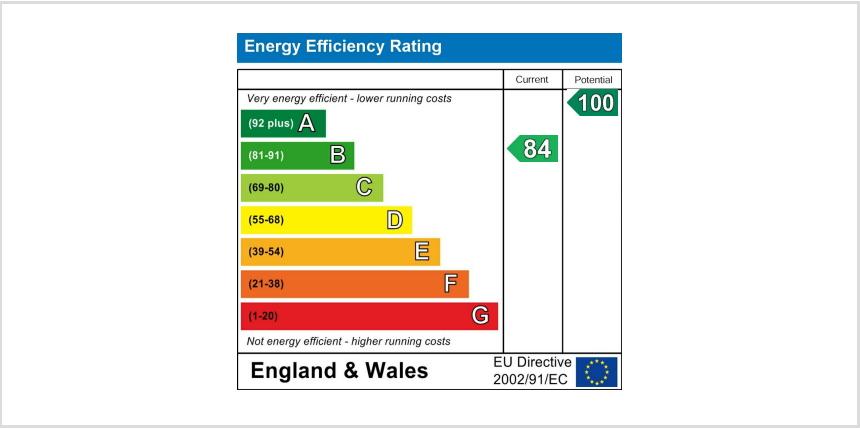 Energy Efficiency Rating
Current Potential
Very energy efficient - lower running costs
100
(92 plus) A
(81-91) B
84
(69-80) C
(55-68) D
(39-54) E
(21-38) F
(1-20) G
Not energy efficient - higher running costs
England & Wales
EU Directive
2002/91/EC